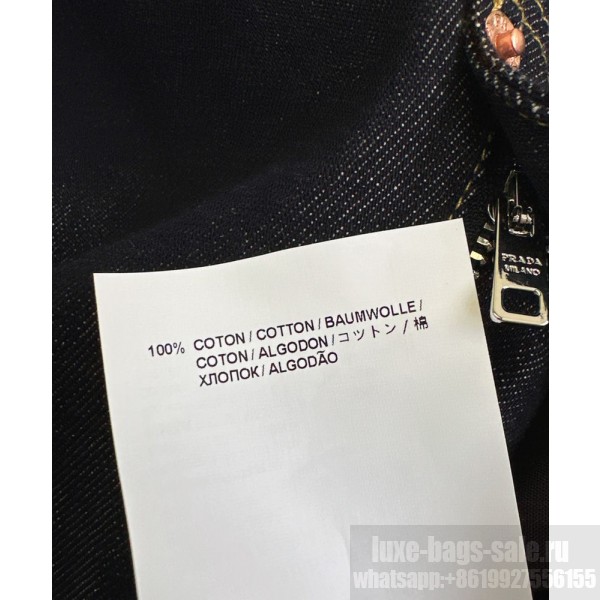 PRADA
MILANO
100% COTON / COTTON / BAUMWOLLE /
COTON / ALGODON / コットン / 棉
ХЛОПОК / ALGODÃO
luxe-bags-sale.ru
whatsapp:+8619927556155